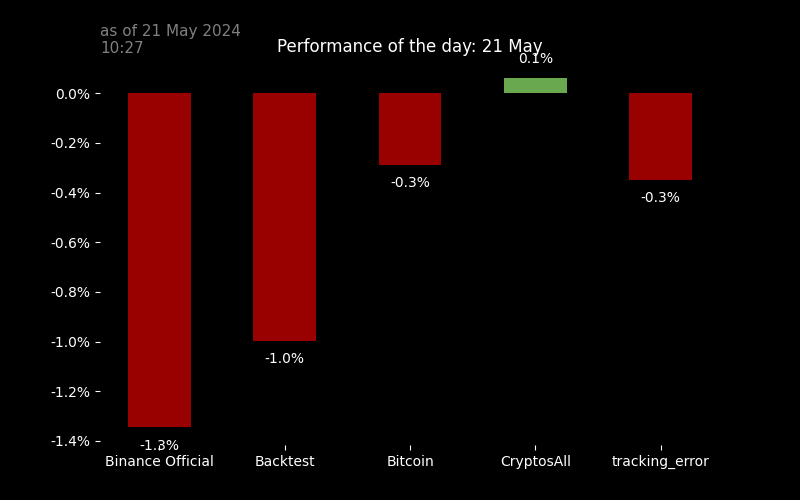 as of 21 May 2024
10:27
Performance of the day: 21 May
0.1%
0.0%
-0.2%
-0.3%
-0.4%
-0.3%
-0.6%
-0.8%
-1.0%
-1.0%
-1.2%
-1.4%
-1.3%
Binance Official
Backtest
Bitcoin
CryptosAll
tracking_error